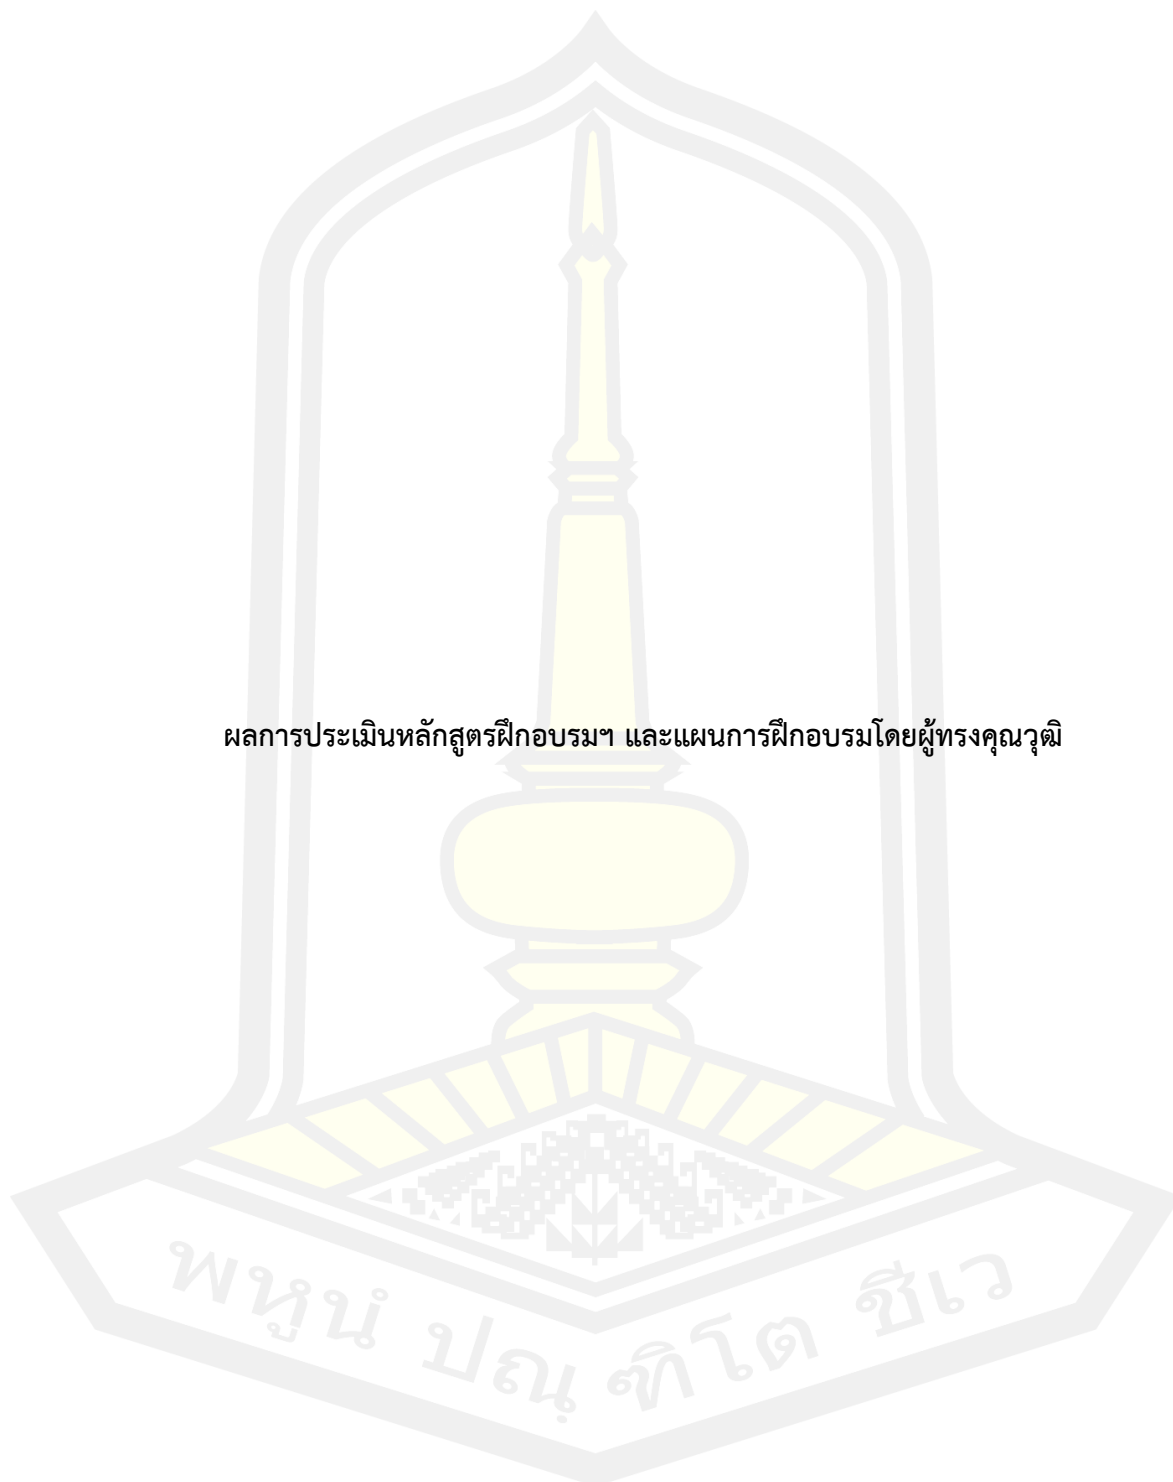 ผลการประเมินหลักสูตรฝึกอบรมฯ และแผนการฝึกอบรมโดยผู้ทรงคุณวุฒิ
พหูนํ ปณฺฑิโต ชีเว